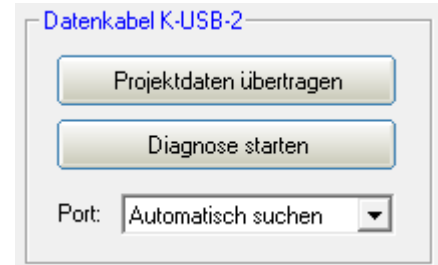 Datenkabel K-USB-2
Projektdaten übertragen
Diagnose starten
Port: Automatisch suchen